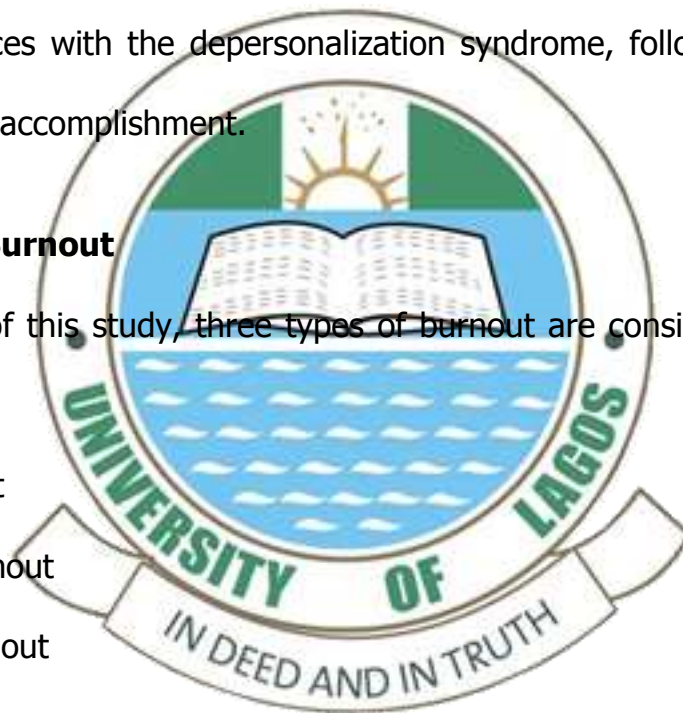 ces with the depersonalization syndrome, follo
accomplishment.
urnout
of this study, three types of burnout are consi
t
nout
out
UNIVERSITY OF LAGOS
IN DEED AND IN TRUTH